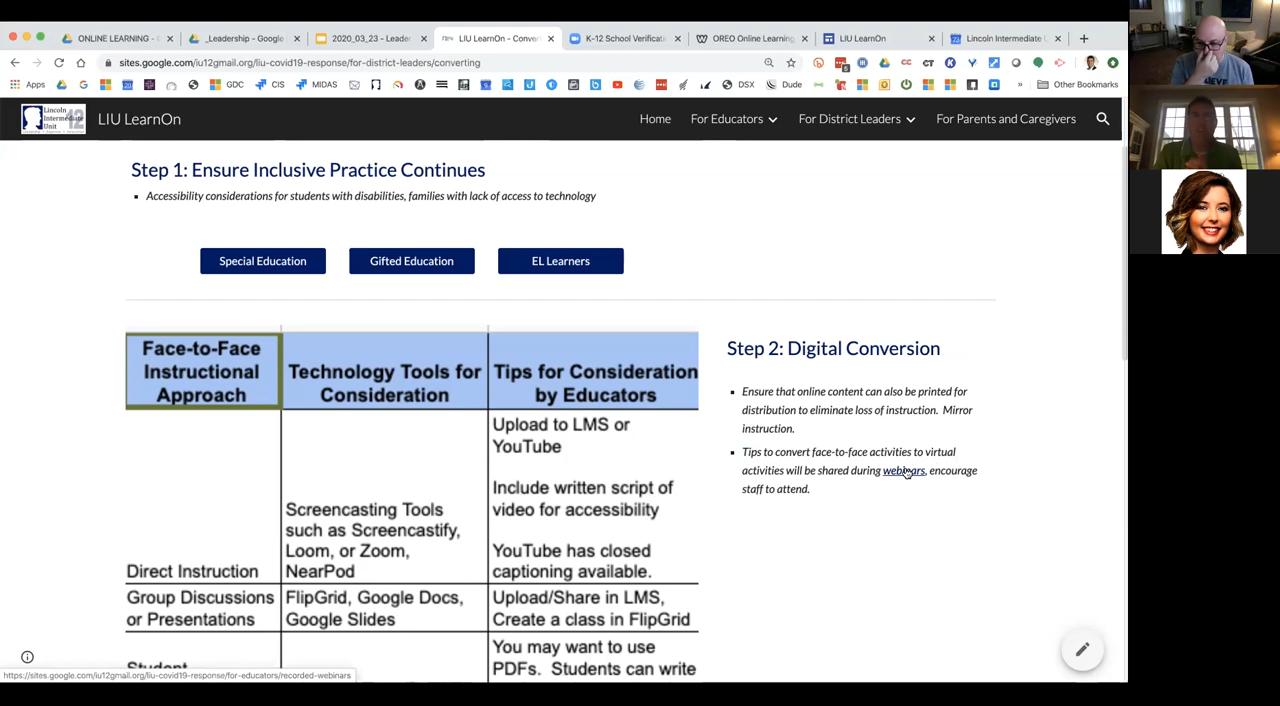 ONLINE LEARNING -
_Leadership - Google
2020_03_23 - Leader
LIU LearnOn - Conver
K-12 School Verificati
OREO Online Learning
LIU LearnOn
Lincoln Intermediate U
sites.google.com/iu12gmail.org/liu-covid19-response/for-district-leaders/converting
Apps
GDC
CIS
MIDAS
DSX
Dude
»
Other Bookmarks
Lincoln
Intermediate
Unit
12
LIU LearnOn
Home
For Educators
For District Leaders
For Parents and Caregivers
Step 1: Ensure Inclusive Practice Continues
Accessibility considerations for students with disabilities, families with lack of access to technology
Special Education
Gifted Education
EL Learners
Face-to-Face
Instructional
Approach
Technology Tools for
Consideration
Tips for Consideration
by Educators
Direct Instruction
Screencasting Tools
such as Screencastify,
Loom, or Zoom,
NearPod
Upload to LMS or
YouTube
Include written script of
video for accessibility
YouTube has closed
captioning available.
Group Discussions
or Presentations
FlipGrid, Google Docs,
Google Slides
Upload/Share in LMS,
Create a class in FlipGrid
Student
You may want to use
PDFs. Students can write
Step 2: Digital Conversion
Ensure that online content can also be printed for
distribution to eliminate loss of instruction. Mirror
instruction.
Tips to convert face-to-face activities to virtual
activities will be shared during webinars, encourage
staff to attend.
https://sites.google.com/iu12gmail.org/liu-covid19-response/for-educators/recorded-webinars